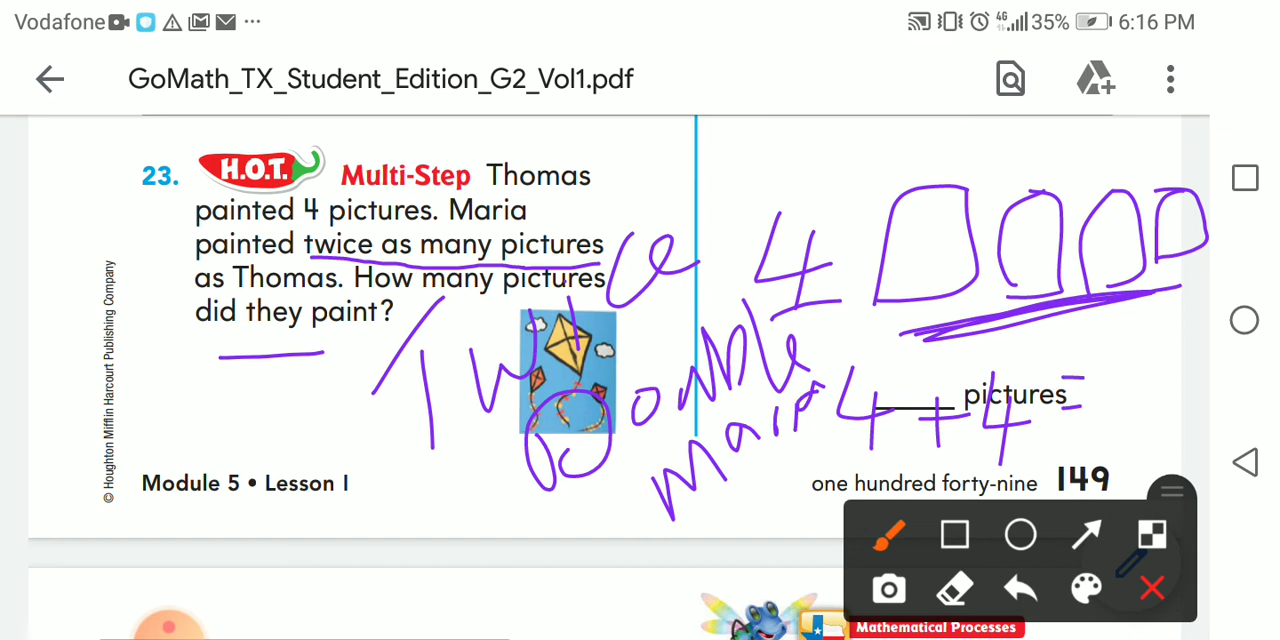 Vodafone 4G 35% 6:16 PM
GoMath_TX_Student_Edition_G2_Vol1.pdf
23. H.O.T. Multi-Step Thomas
painted 4 pictures. Maria
painted twice as many pictures
as Thomas. How many pictures
did they paint?
4
Twice
Double
Maria 4 + 4 =
pictures
© Houghton Mifflin Harcourt Publishing Company
Module 5 • Lesson 1
one hundred forty-nine 149
Mathematical Processes